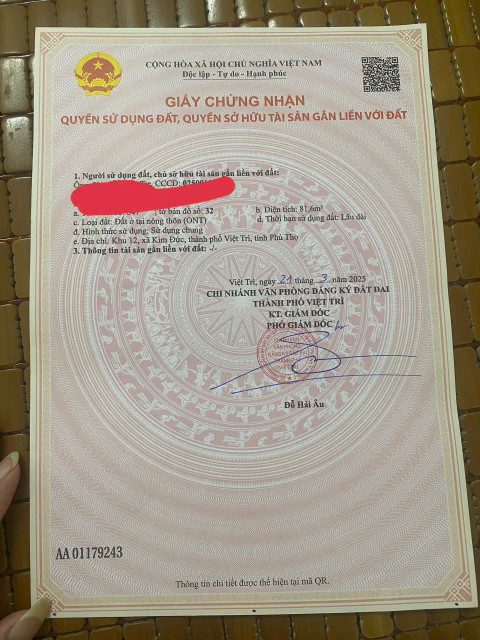 CỘNG HÒA XÃ HỘI CHỦ NGHĨA VIỆT NAM
Độc lập - Tự do - Hạnh phúc
GIẤY CHỨNG NHẬN
QUYỀN SỬ DỤNG ĐẤT, QUYỀN SỞ HỮU TÀI SẢN GẮN LIỀN VỚI ĐẤT
1. Người sử dụng đất, chủ sở hữu tài sản gắn liền với đất:
CCCD:
a. , tờ bản đồ số: 32 b. Diện tích: 81,6m²
c. Loại đất: Đất ở tại nông thôn (ONT) d. Thời hạn sử dụng đất: Lâu dài
đ. Hình thức sử dụng: Sử dụng chung
e. Địa chỉ: Khu 12, xã Kim Đức, thành phố Việt Trì, tỉnh Phú Thọ
3. Thông tin tài sản gắn liền với đất: -/-
Việt Trì, ngày 21 tháng 3 năm 2025
CHI NHÁNH VĂN PHÒNG ĐĂNG KÝ ĐẤT ĐAI
THÀNH PHỐ VIỆT TRÌ
KT. GIÁM ĐỐC
PHÓ GIÁM ĐỐC
Đỗ Hải Âu
AA 01179243
Thông tin chi tiết được thể hiện tại mã QR.